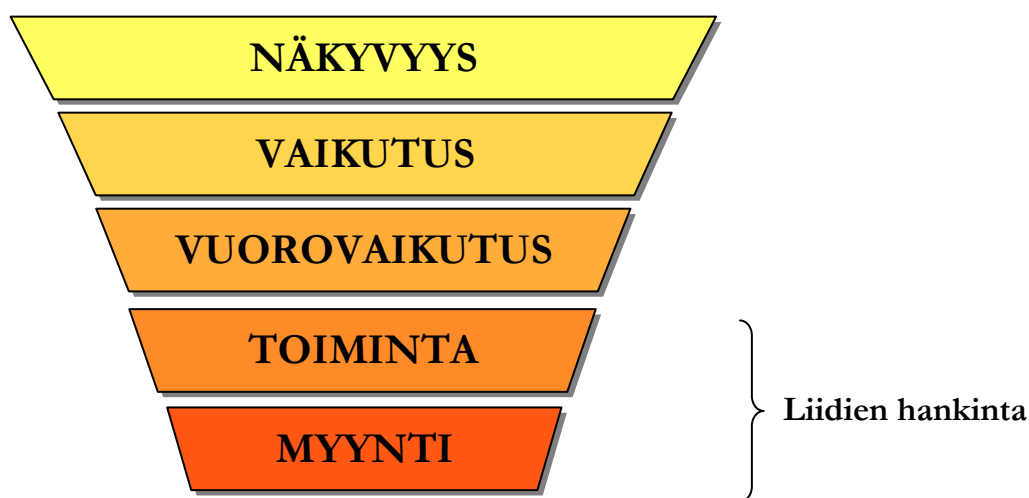 NÄKYVYYS
VAIKUTUS
VUOROVAIKUTUS
TOIMINTA
MYYNTI
Liidien hankinta